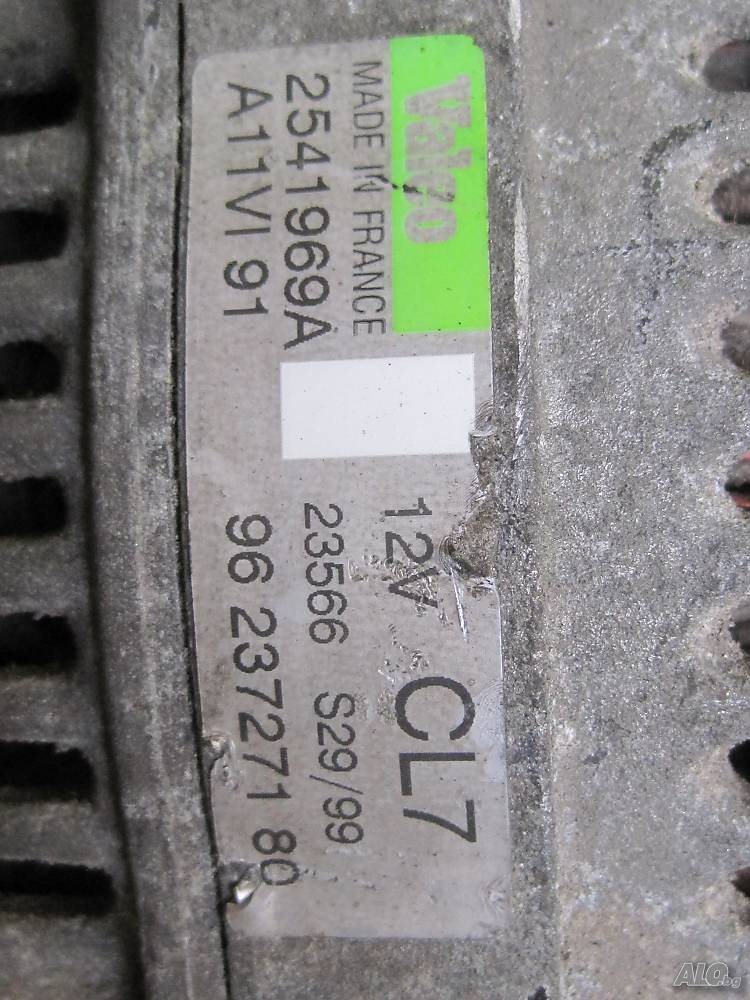 Valeo
MADE IN FRANCE
2541969A
A11VI 91
12V CL7
23566 S29/99
96 237271 80
ALO.bg